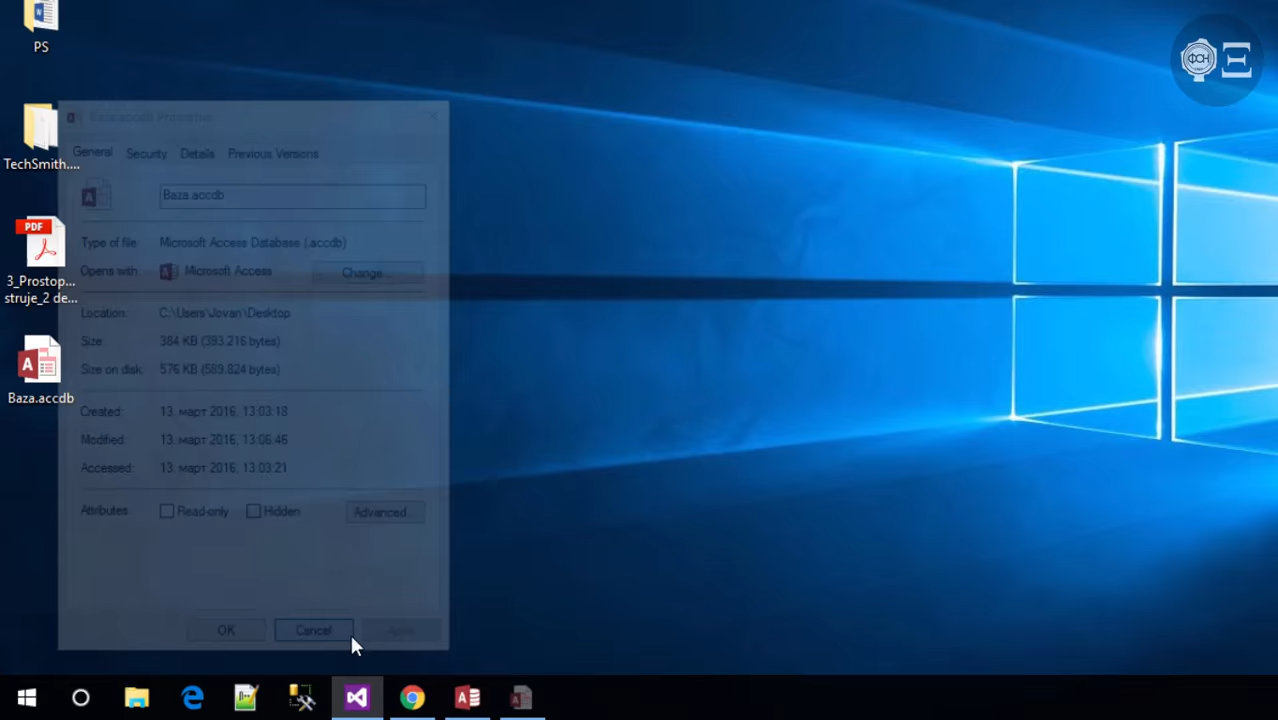 PS
TechSmith....
PDF
3_Prostop...
struje_2 de...
Baza.accdb
Baza.accdb Properties
General Security Details Previous Versions
Baza.accdb
Type of file: Microsoft Access Database (.accdb)
Opens with: Microsoft Access Change...
Location: C:\Users\Jovan\Desktop
Size: 384 KB (393.216 bytes)
Size on disk: 576 KB (589.824 bytes)
Created: 13. март 2016, 13:03:18
Modified: 13. март 2016, 13:06:46
Accessed: 13. март 2016, 13:03:21
Attributes: Read-only Hidden Advanced...
OK Cancel Apply
ФОН Ξ